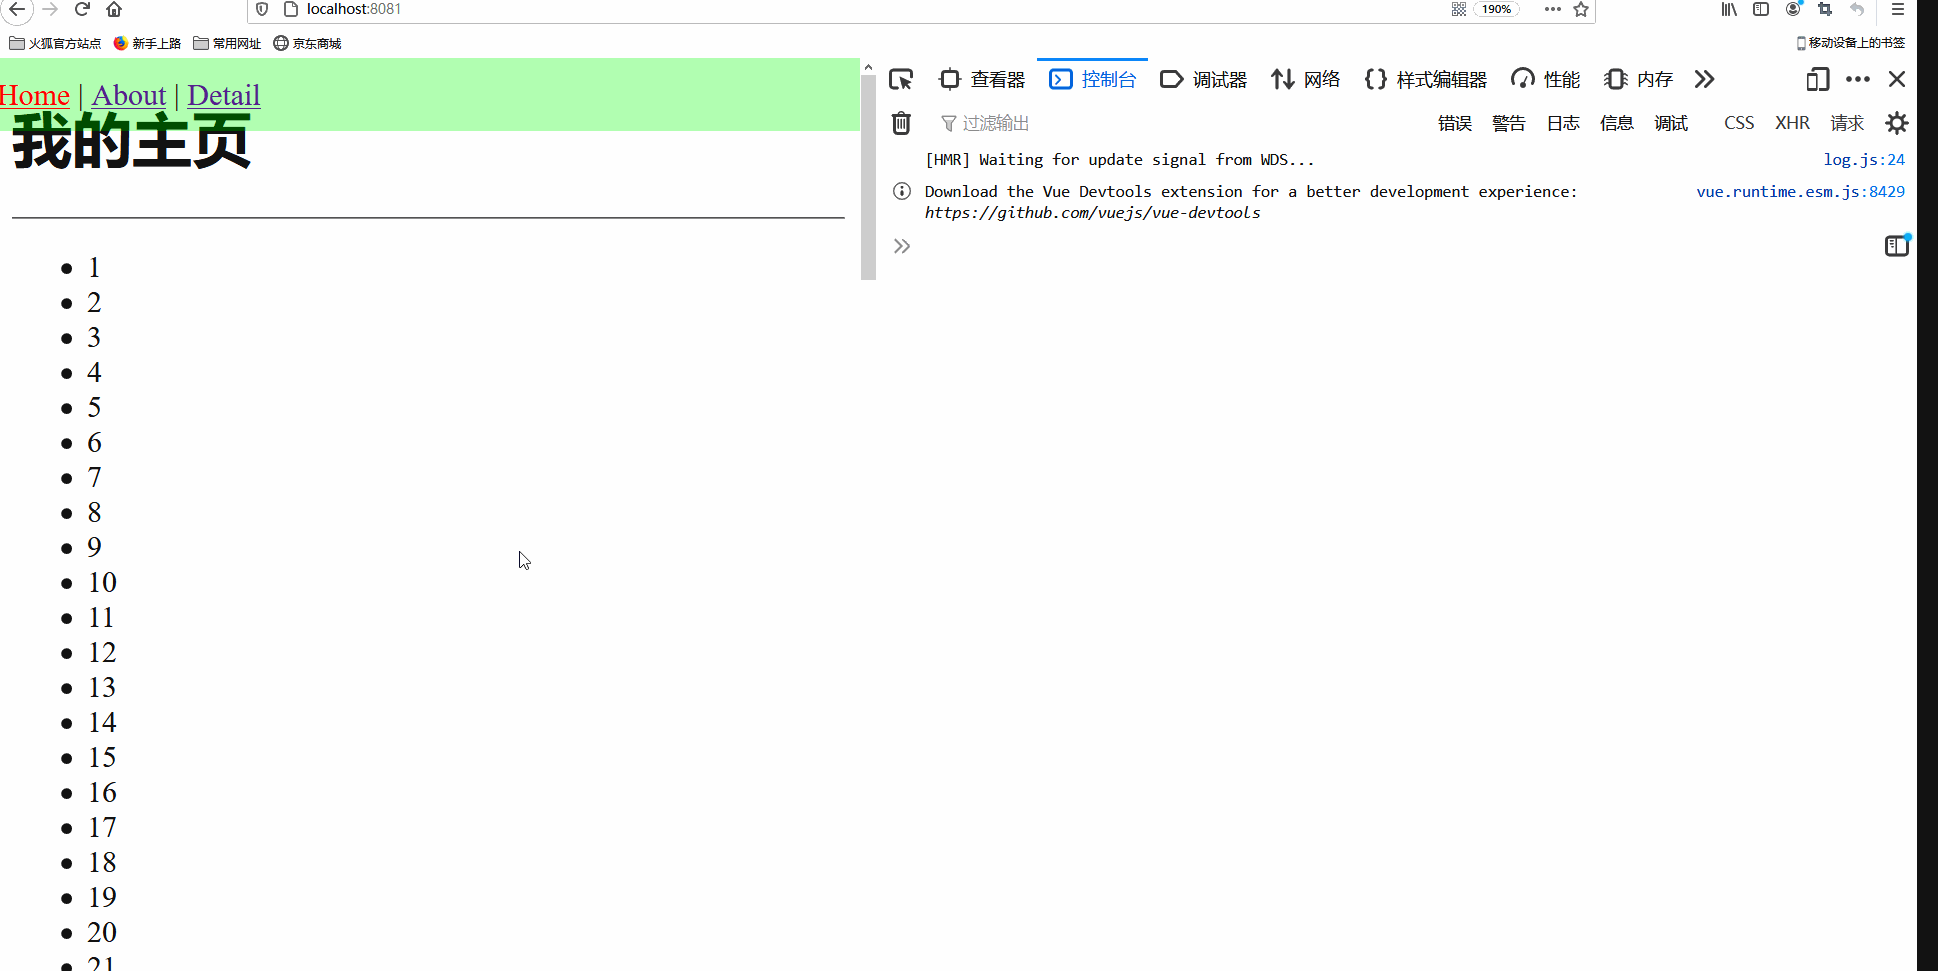 localhost:8081 190%
火狐官方站点 新手上路 常用网址 京东商城 移动设备上的书签
Home | About | Detail
我的主页
1
2
3
4
5
6
7
8
9
10
11
12
13
14
15
16
17
18
19
20
21
查看器 控制台 调试器 网络 样式编辑器 性能 内存
过滤输出 错误 警告 日志 信息 调试 CSS XHR 请求
[HMR] Waiting for update signal from WDS... log.js:24
Download the Vue Devtools extension for a better development experience: vue.runtime.esm.js:8429
https://github.com/vuejs/vue-devtools